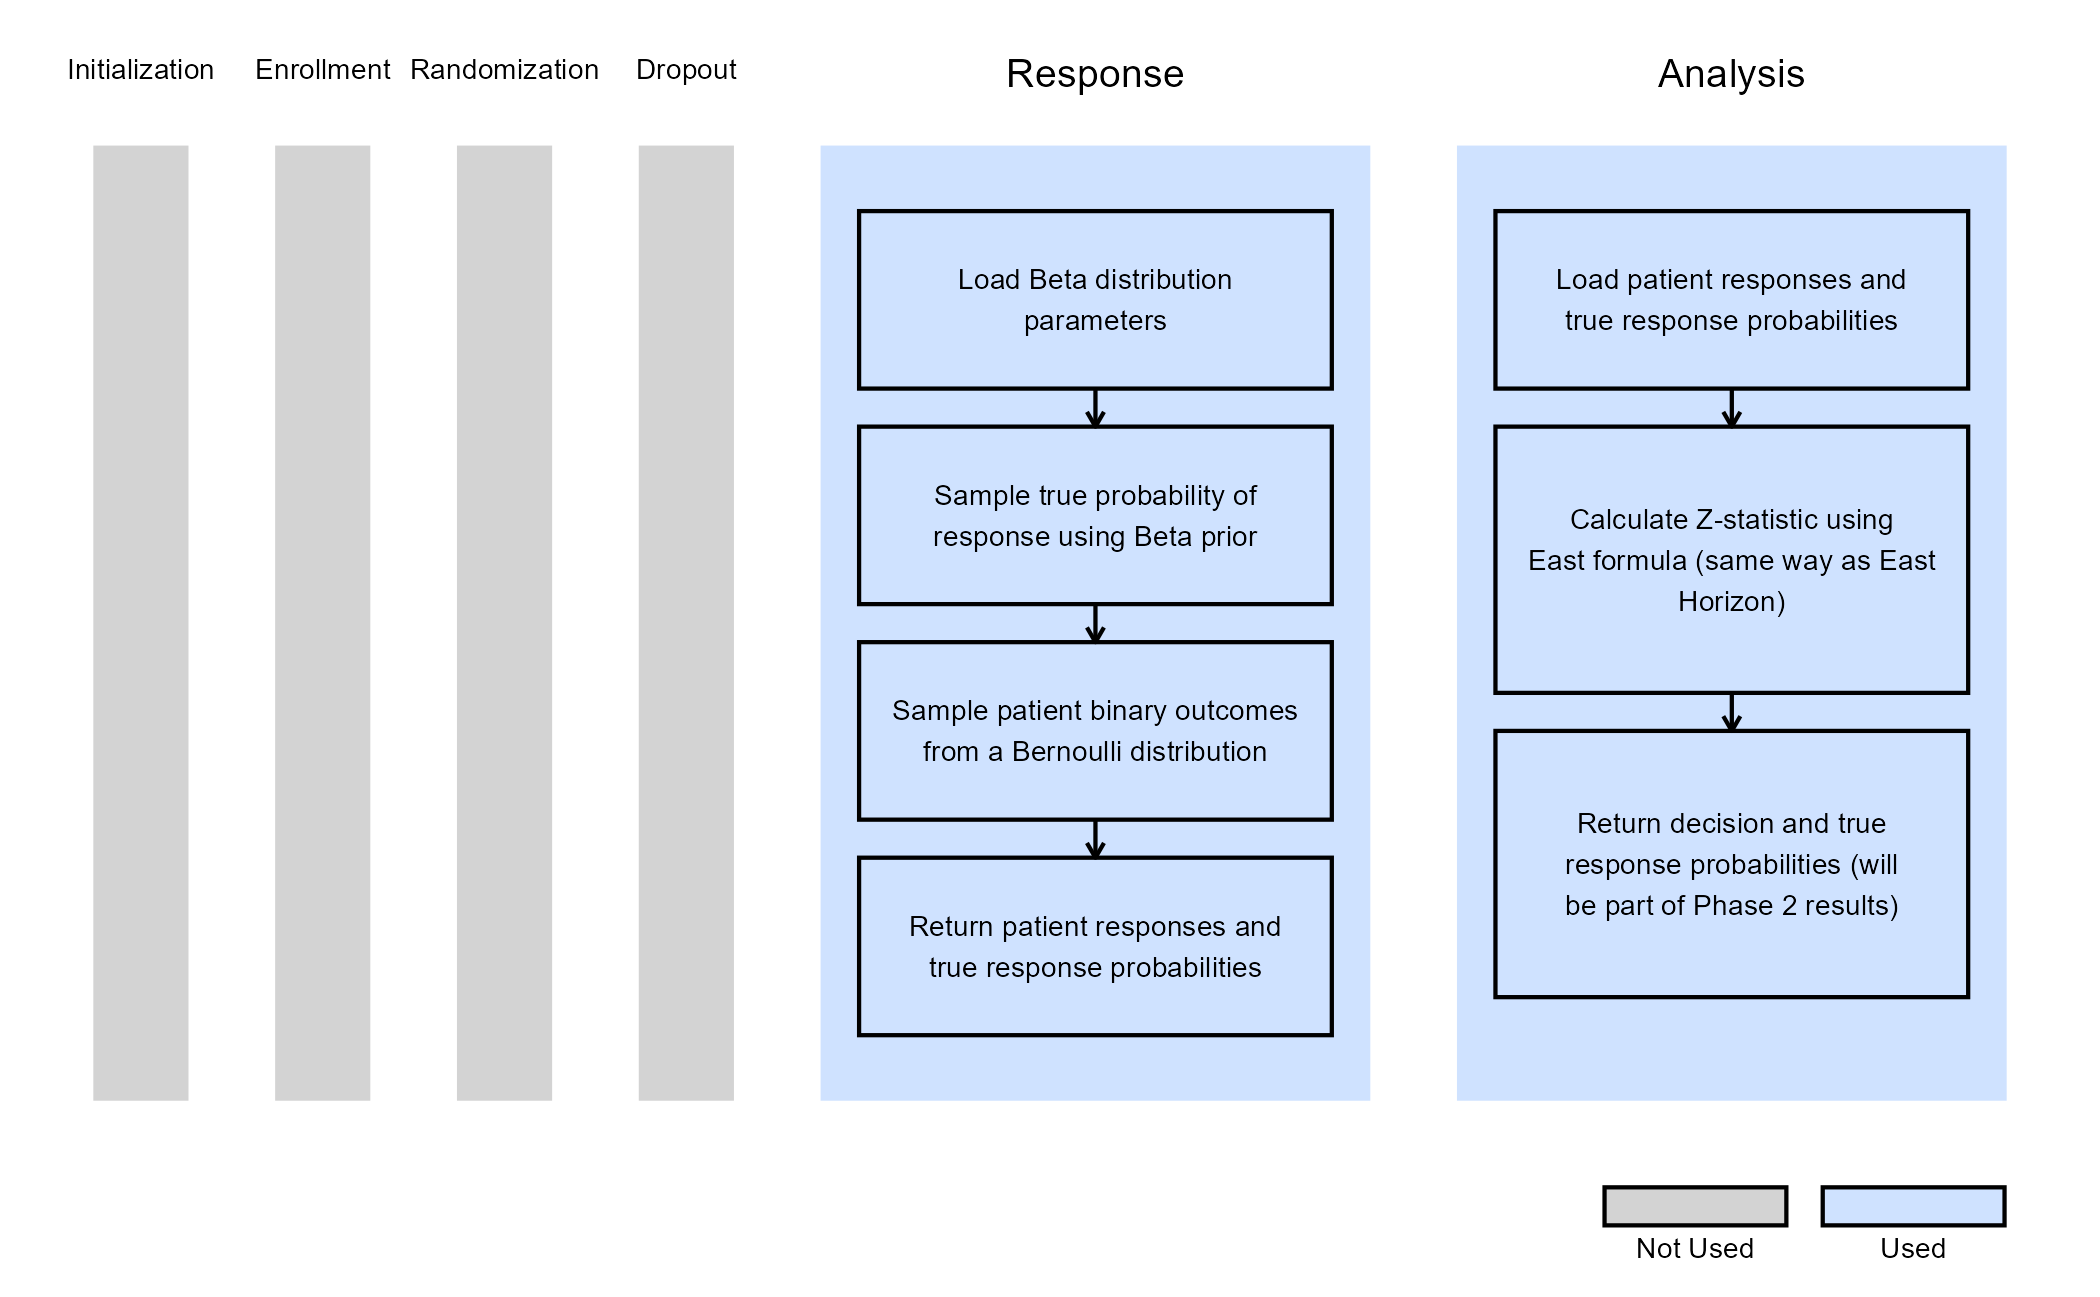 Initialization
Enrollment
Randomization
Dropout
Response
Analysis
Load Beta distribution
parameters
Sample true probability of
response using Beta prior
Sample patient binary outcomes
from a Bernoulli distribution
Return patient responses and
true response probabilities
Load patient responses and
true response probabilities
Calculate Z-statistic using
East formula (same way as East
Horizon)
Return decision and true
response probabilities (will
be part of Phase 2 results)
Not Used
Used